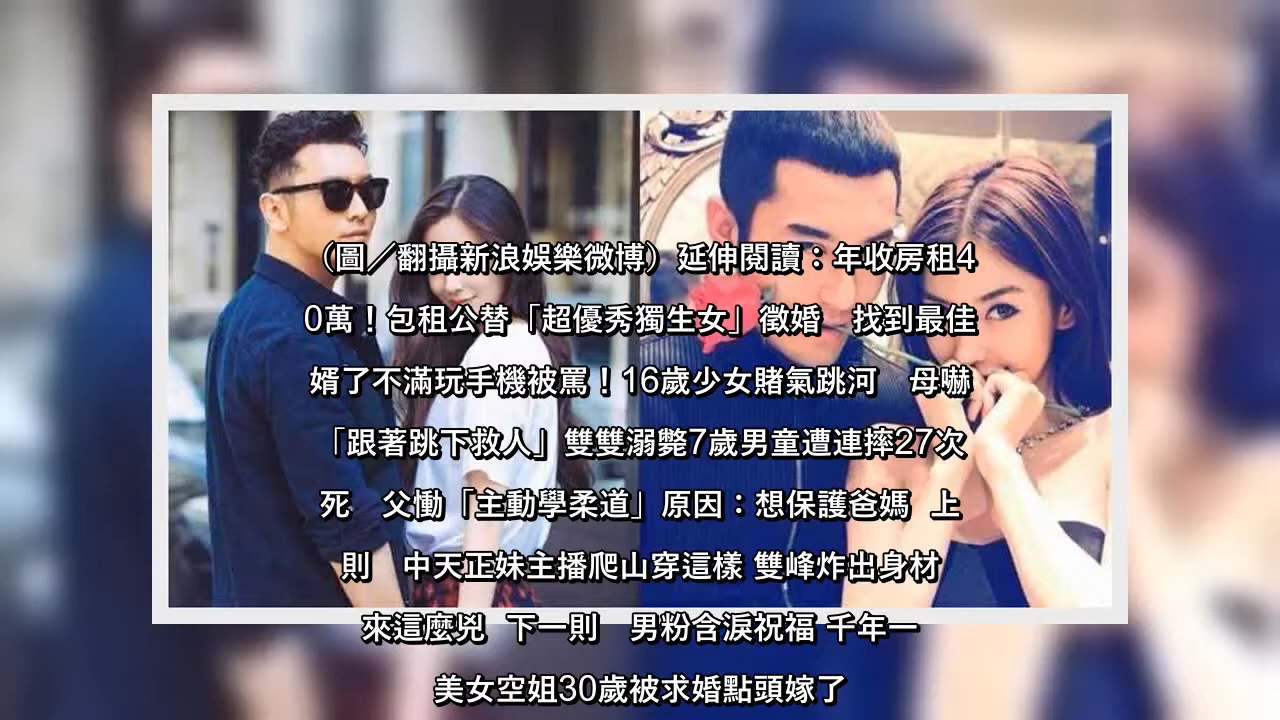 （圖／翻攝新浪娛樂微博）延伸閱讀：年收房租4
0萬！包租公替「超優秀獨生女」徵婚　找到最佳
婿了不滿玩手機被罵！16歲少女賭氣跳河　母嚇
「跟著跳下救人」雙雙溺斃7歲男童遭連摔27次
死　父慟「主動學柔道」原因：想保護爸媽  上
則　中天正妹主播爬山穿這樣 雙峰炸出身材
來這麼兇  下一則　男粉含淚祝福 千年一
美女空姐30歲被求婚點頭嫁了